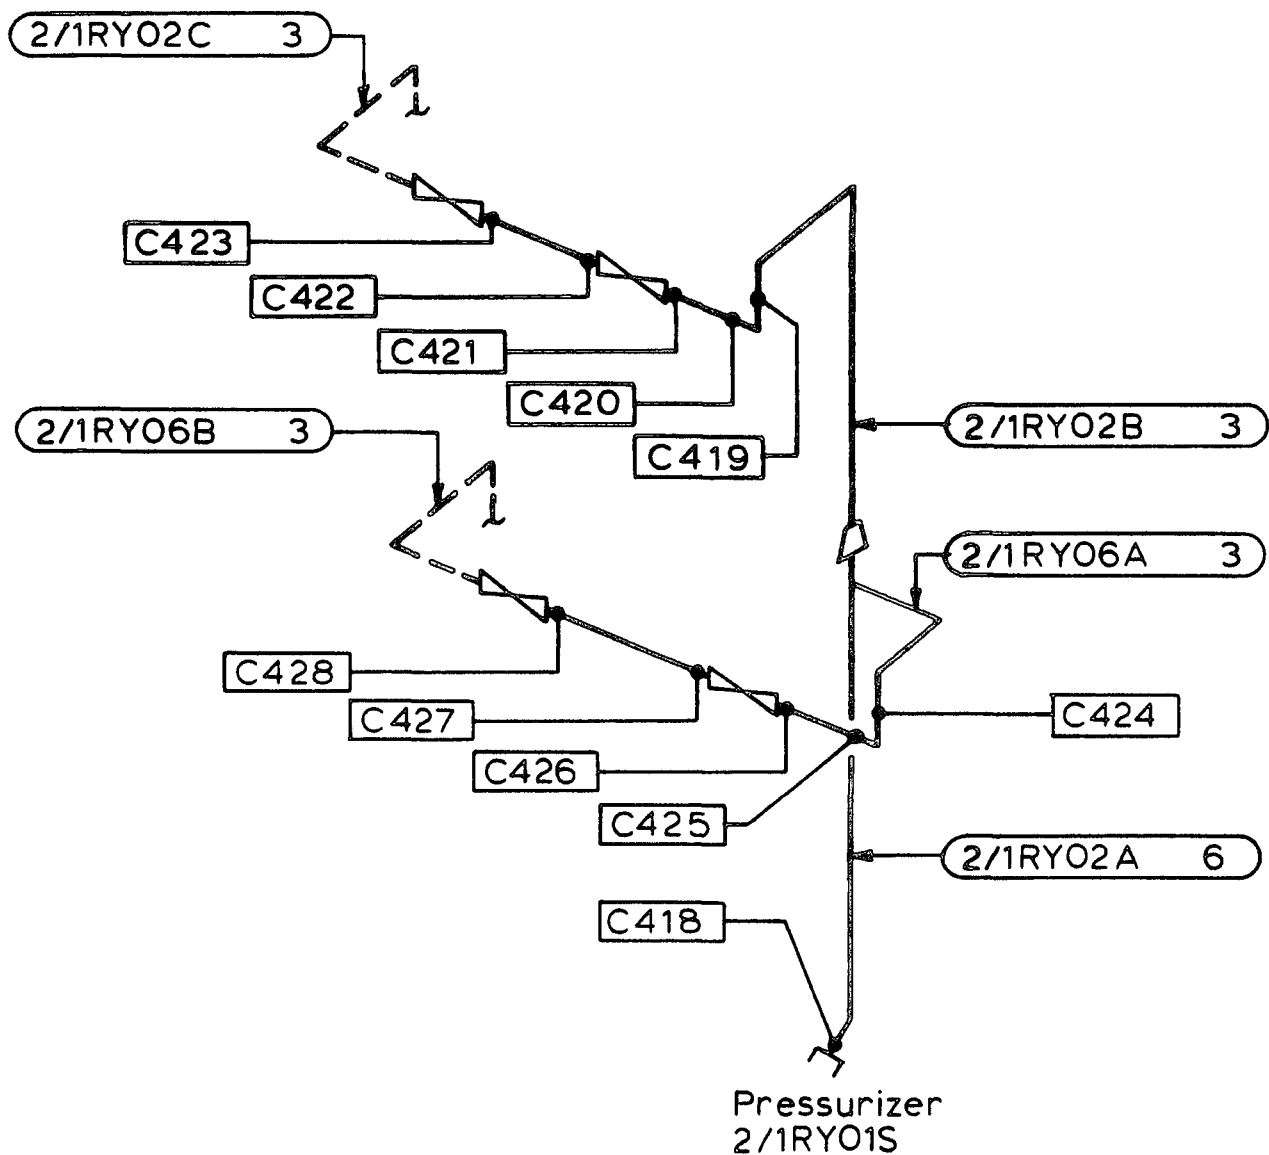 2/1RY02C 3
C423
C422
C421
C420
C419
2/1RY06B 3
2/1RY02B 3
2/1RY06A 3
C428
C427
C426
C425
C424
2/1RY02A 6
C418
Pressurizer
2/1RY01S